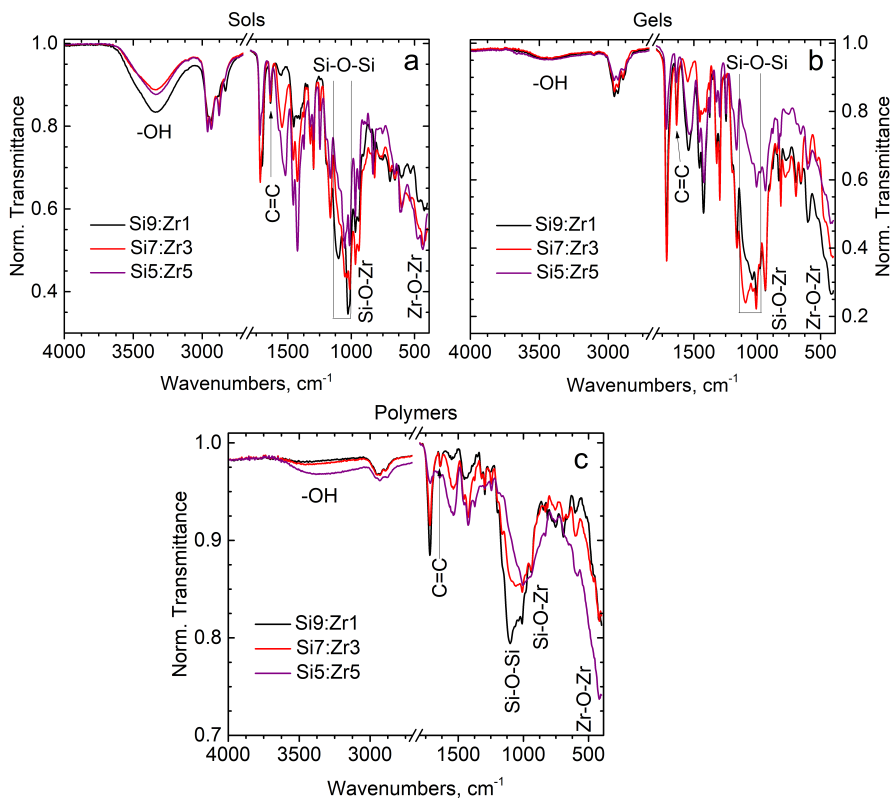 Sols
Gels
1.0
0.8
0.6
0.4
Norm. Transmittance
-OH
C=C
Si-O-Si
a
Si-O-Zr
Zr-O-Zr
Si9:Zr1
Si7:Zr3
Si5:Zr5
4000
3500
3000
1500
1000
500
Wavenumbers, cm⁻¹
-OH
C=C
Si-O-Si
b
Si-O-Zr
Zr-O-Zr
Si9:Zr1
Si7:Zr3
Si5:Zr5
1.0
0.8
0.6
0.4
0.2
Norm. Transmittance
4000
3500
3000
1500
1000
500
Wavenumbers, cm⁻¹
Polymers
1.0
0.9
0.8
0.7
Norm. Transmittance
-OH
C=C
c
Si-O-Si
Si-O-Zr
Zr-O-Zr
Si9:Zr1
Si7:Zr3
Si5:Zr5
4000
3500
3000
1500
1000
500
Wavenumbers, cm⁻¹